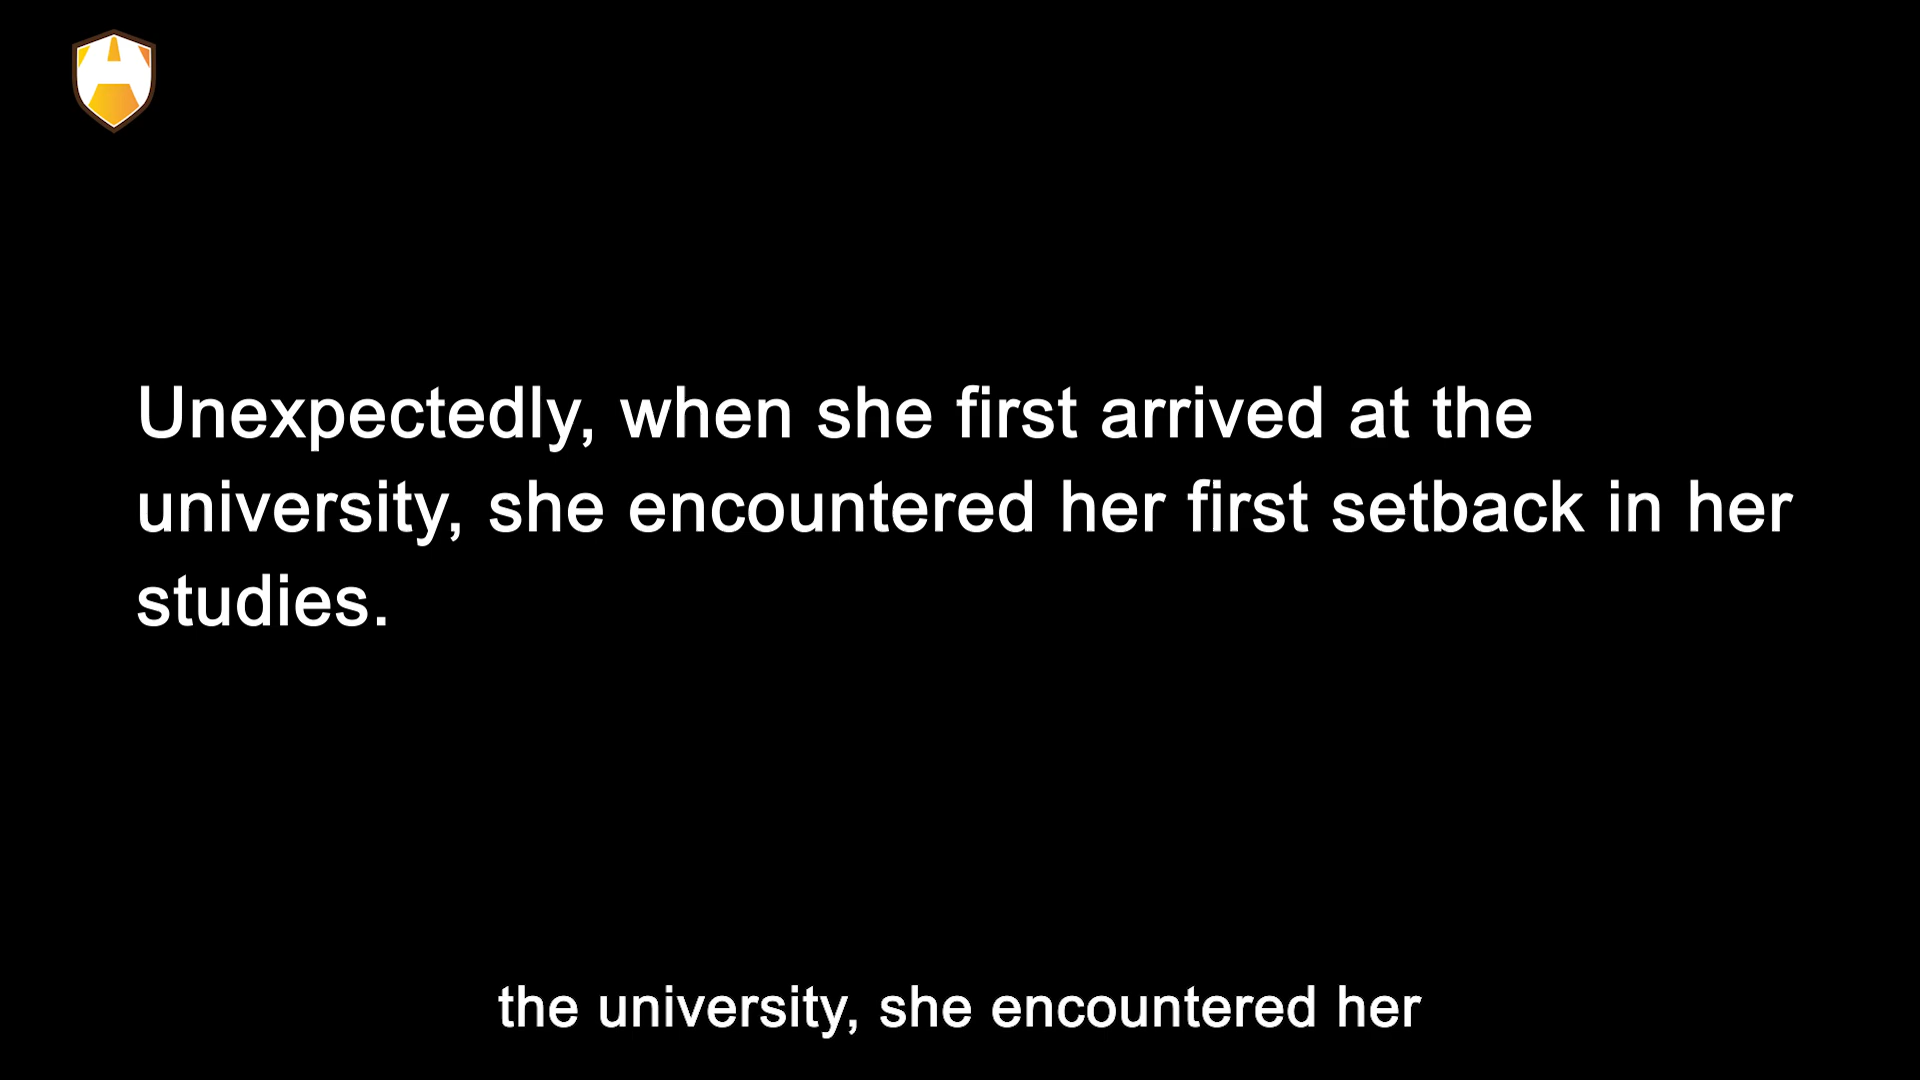 Unexpectedly, when she first arrived at the
university, she encountered her first setback in her
studies.
the university, she encountered her